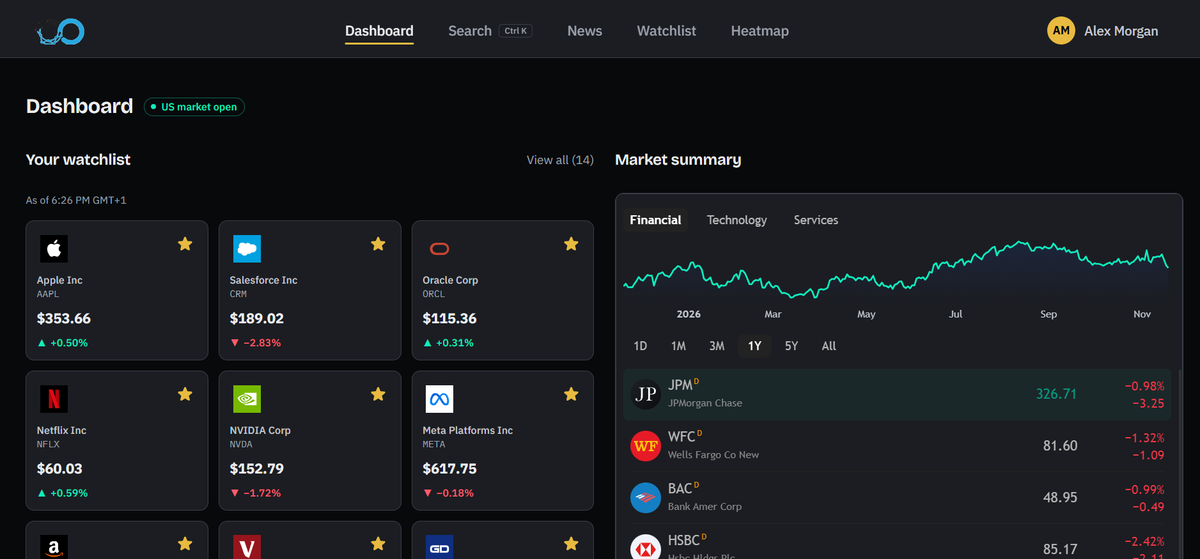 Dashboard
Search Ctrl K
News
Watchlist
Heatmap
AM
Alex Morgan
Dashboard
US market open
Your watchlist
View all (14)
As of 6:26 PM GMT+1
Apple Inc
AAPL
$353.66
▲ +0.50%
Salesforce Inc
CRM
$189.02
▼ −2.83%
Oracle Corp
ORCL
$115.36
▲ +0.31%
N
Netflix Inc
NFLX
$60.03
▲ +0.59%
NVIDIA Corp
NVDA
$152.79
▼ −1.72%
Meta Platforms Inc
META
$617.75
▼ −0.18%
a
V
GD
Market summary
Financial
Technology
Services
2026
Mar
May
Jul
Sep
Nov
1D
1M
3M
1Y
5Y
All
JP
JPM D
JPMorgan Chase
326.71
−0.98%
−3.25
WF
WFC D
Wells Fargo Co New
81.60
−1.32%
−1.09
BAC D
Bank Amer Corp
48.95
−0.99%
−0.49
HSBC D
Hsbc Hldgs Plc
85.17
−2.42%
−2.11